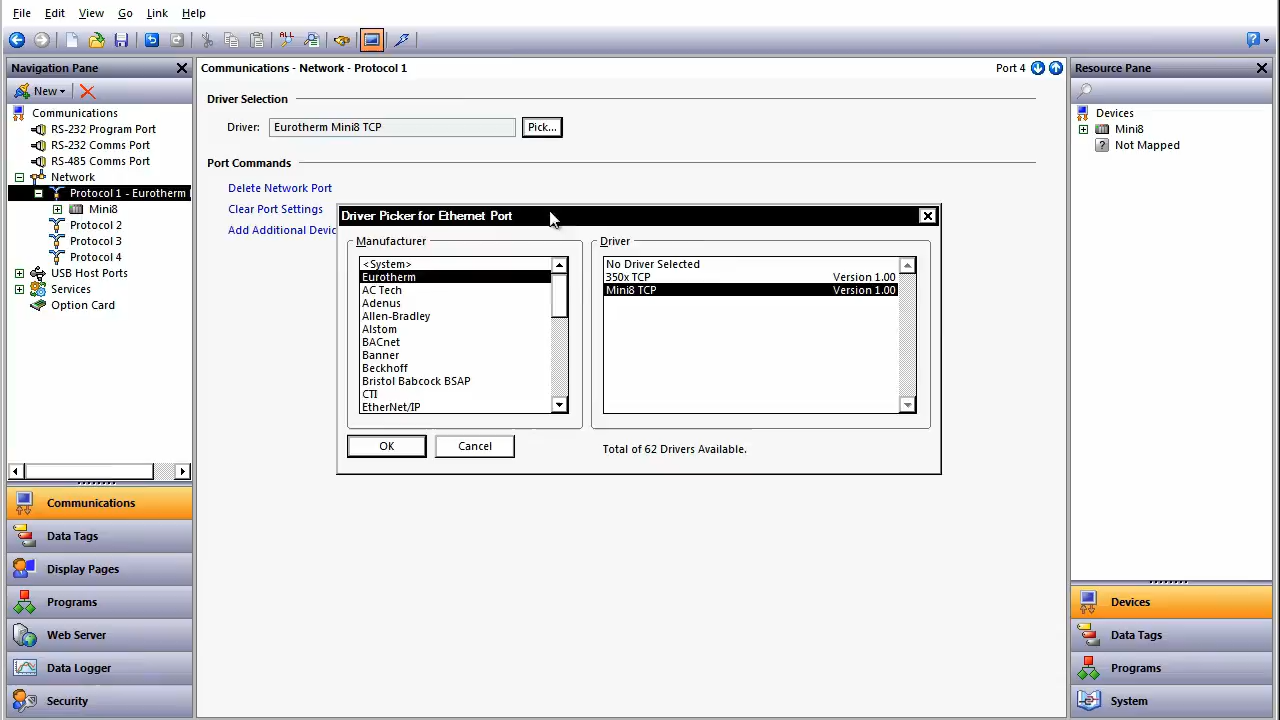 File Edit View Go Link Help
Navigation Pane
New
Communications
RS-232 Program Port
RS-232 Comms Port
RS-485 Comms Port
Network
Protocol 1 - Eurotherm
Mini8
Protocol 2
Protocol 3
Protocol 4
USB Host Ports
Services
Option Card
Communications
Data Tags
Display Pages
Programs
Web Server
Data Logger
Security
Communications - Network - Protocol 1
Port 4
Driver Selection
Driver: Eurotherm Mini8 TCP Pick...
Port Commands
Delete Network Port
Clear Port Settings
Add Additional Devic
Driver Picker for Ethernet Port
Manufacturer
<System>
Eurotherm
AC Tech
Adenus
Allen-Bradley
Alstom
BACnet
Banner
Beckhoff
Bristol Babcock BSAP
CTI
EtherNet/IP
Driver
No Driver Selected
350x TCP Version 1.00
Mini8 TCP Version 1.00
OK Cancel
Total of 62 Drivers Available.
Resource Pane
Devices
Mini8
Not Mapped
Devices
Data Tags
Programs
System